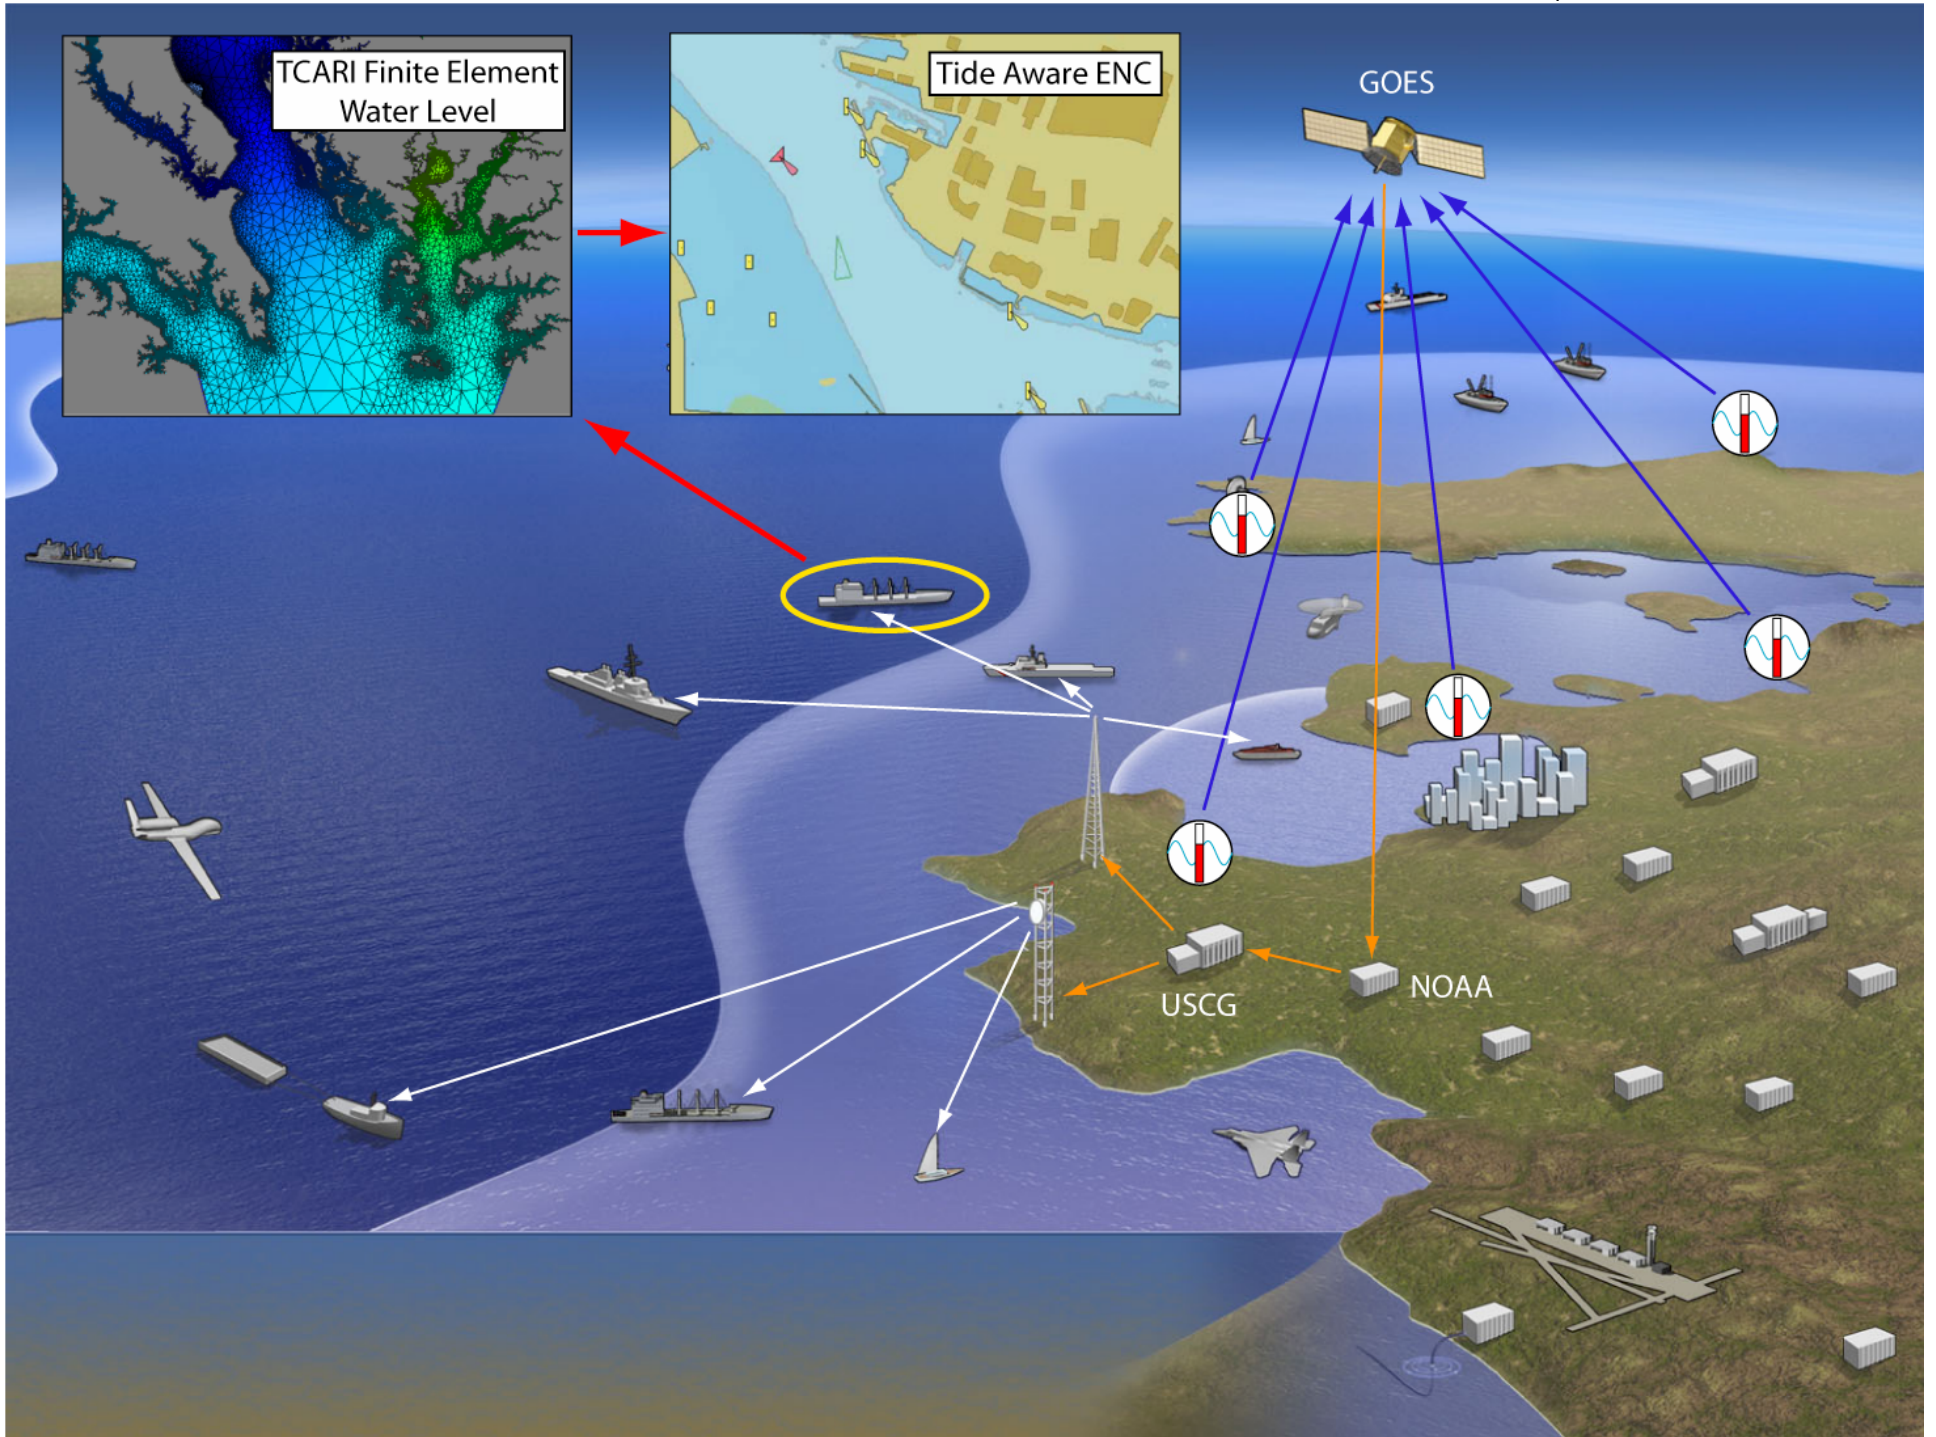 TCARI Finite Element
Water Level
Tide Aware ENC
GOES
NOAA
USCG